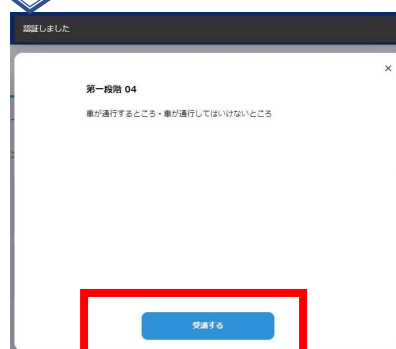 認証しました
×
第一段階 04
車が通行するところ・車が通行してはいけないところ
受講する